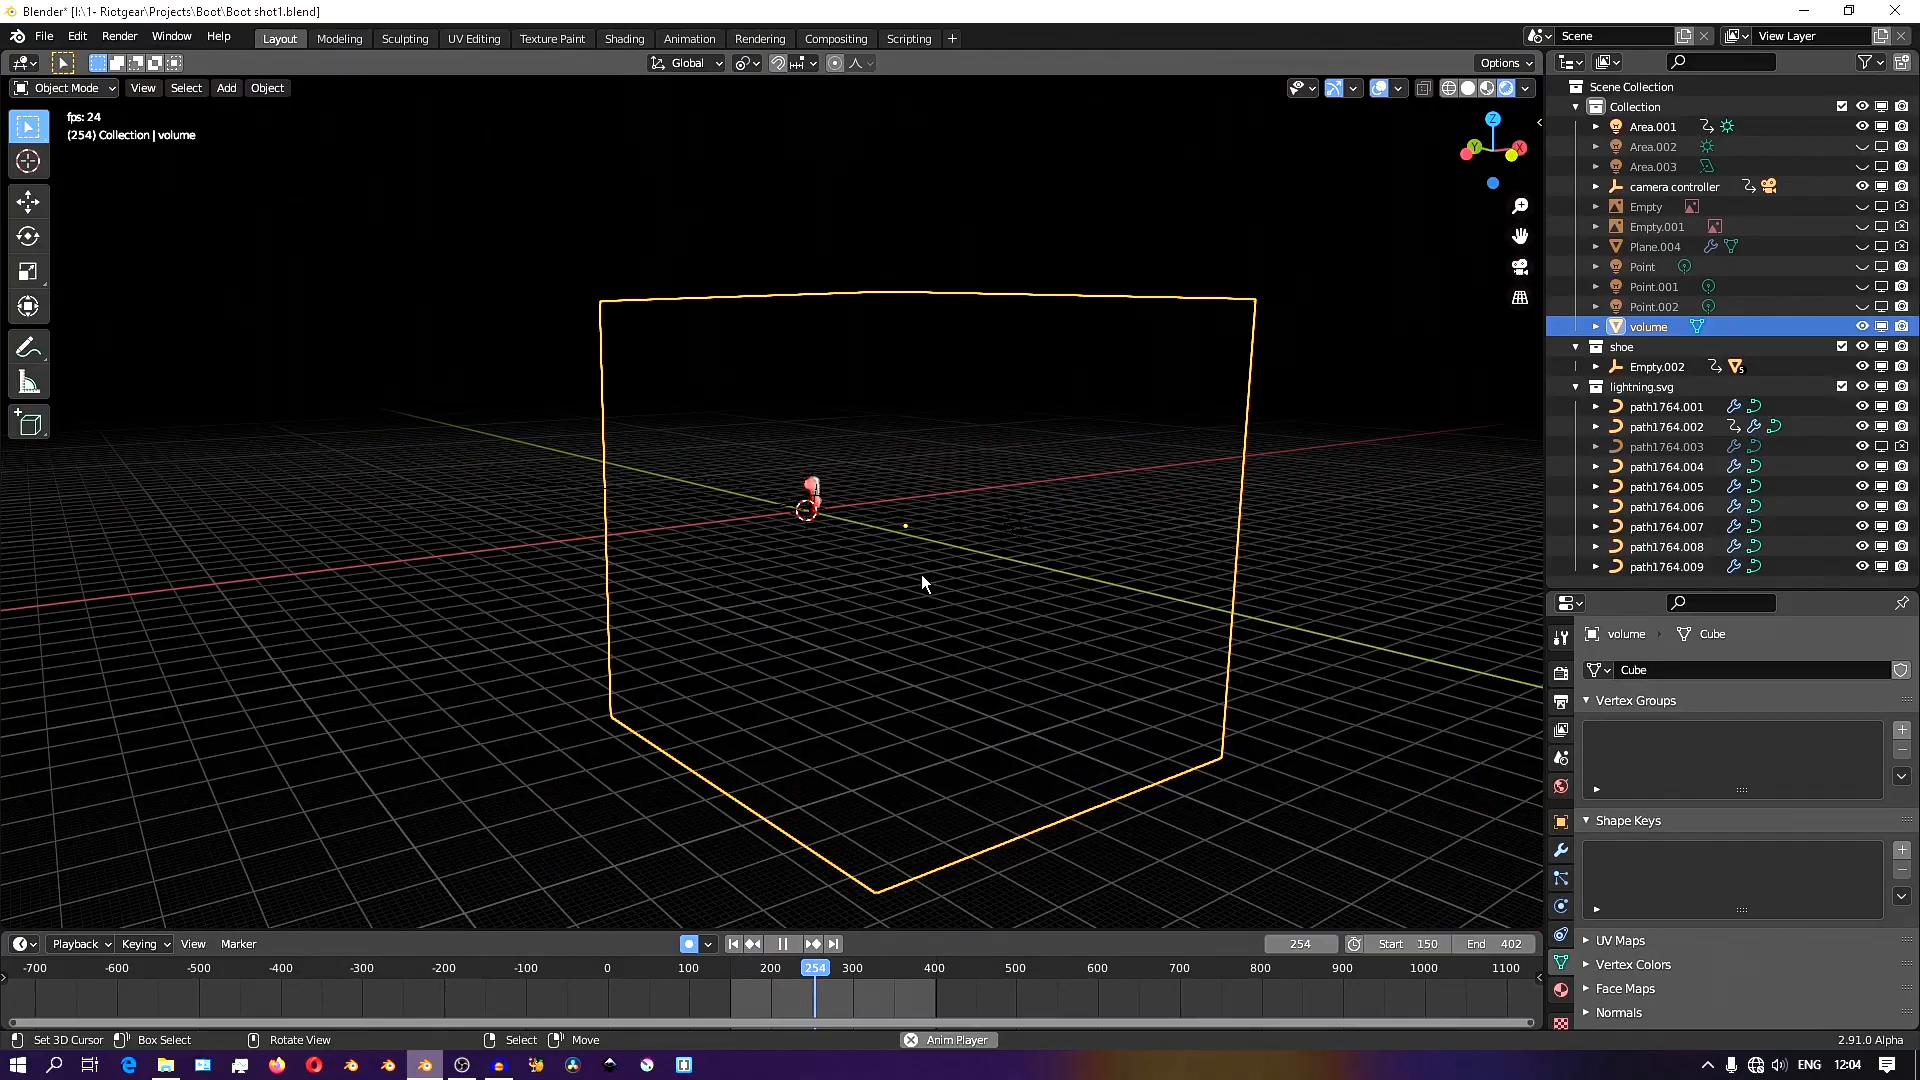 Blender* [I:\1- Riotgear\Projects\Boot\Boot shot1.blend]
File Edit Render Window Help
Layout Modeling Sculpting UV Editing Texture Paint Shading Animation Rendering Compositing Scripting
Scene
View Layer
Global
Options
Object Mode View Select Add Object
fps: 24
(254) Collection | volume
Z
Y
X
Scene Collection
Collection
Area.001
Area.002
Area.003
camera controller
Empty
Empty.001
Plane.004
Point
Point.001
Point.002
volume
shoe
Empty.002
5
lightning.svg
path1764.001
path1764.002
path1764.003
path1764.004
path1764.005
path1764.006
path1764.007
path1764.008
path1764.009
volume Cube
Cube
Vertex Groups
Shape Keys
UV Maps
Vertex Colors
Face Maps
Normals
Playback Keying View Marker
254 Start 150 End 402
-700 -600 -500 -400 -300 -200 -100 0 100 200 254 300 400 500 600 700 800 900 1000 1100
Set 3D Cursor Box Select Rotate View Select Move Anim Player 2.91.0 Alpha
ENG 12:04